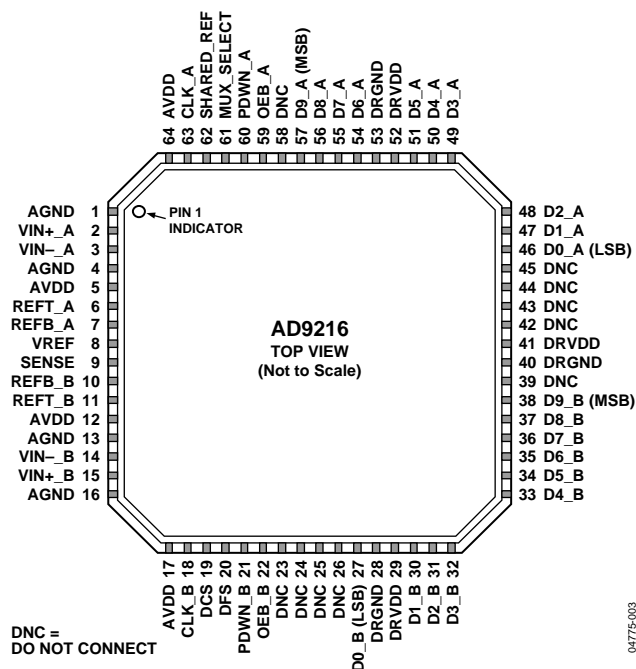 64 AVDD
63 CLK_A
62 SHARED_REF
61 MUX_SELECT
60 PDWN_A
59 OEB_A
58 DNC
57 D9_A (MSB)
56 D8_A
55 D7_A
54 D6_A
53 DRGND
52 DRVDD
51 D5_A
50 D4_A
49 D3_A
AGND 1
VIN+_A 2
VIN–_A 3
AGND 4
AVDD 5
REFT_A 6
REFB_A 7
VREF 8
SENSE 9
REFB_B 10
REFT_B 11
AVDD 12
AGND 13
VIN–_B 14
VIN+_B 15
AGND 16
PIN 1
INDICATOR
AD9216
TOP VIEW
(Not to Scale)
48 D2_A
47 D1_A
46 D0_A (LSB)
45 DNC
44 DNC
43 DNC
42 DNC
41 DRVDD
40 DRGND
39 DNC
38 D9_B (MSB)
37 D8_B
36 D7_B
35 D6_B
34 D5_B
33 D4_B
AVDD 17
CLK_B 18
DCS 19
DFS 20
PDWN_B 21
OEB_B 22
DNC 23
DNC 24
DNC 25
DNC 26
D0_B (LSB) 27
DRGND 28
DRVDD 29
D1_B 30
D2_B 31
D3_B 32
DNC =
DO NOT CONNECT
04775-003